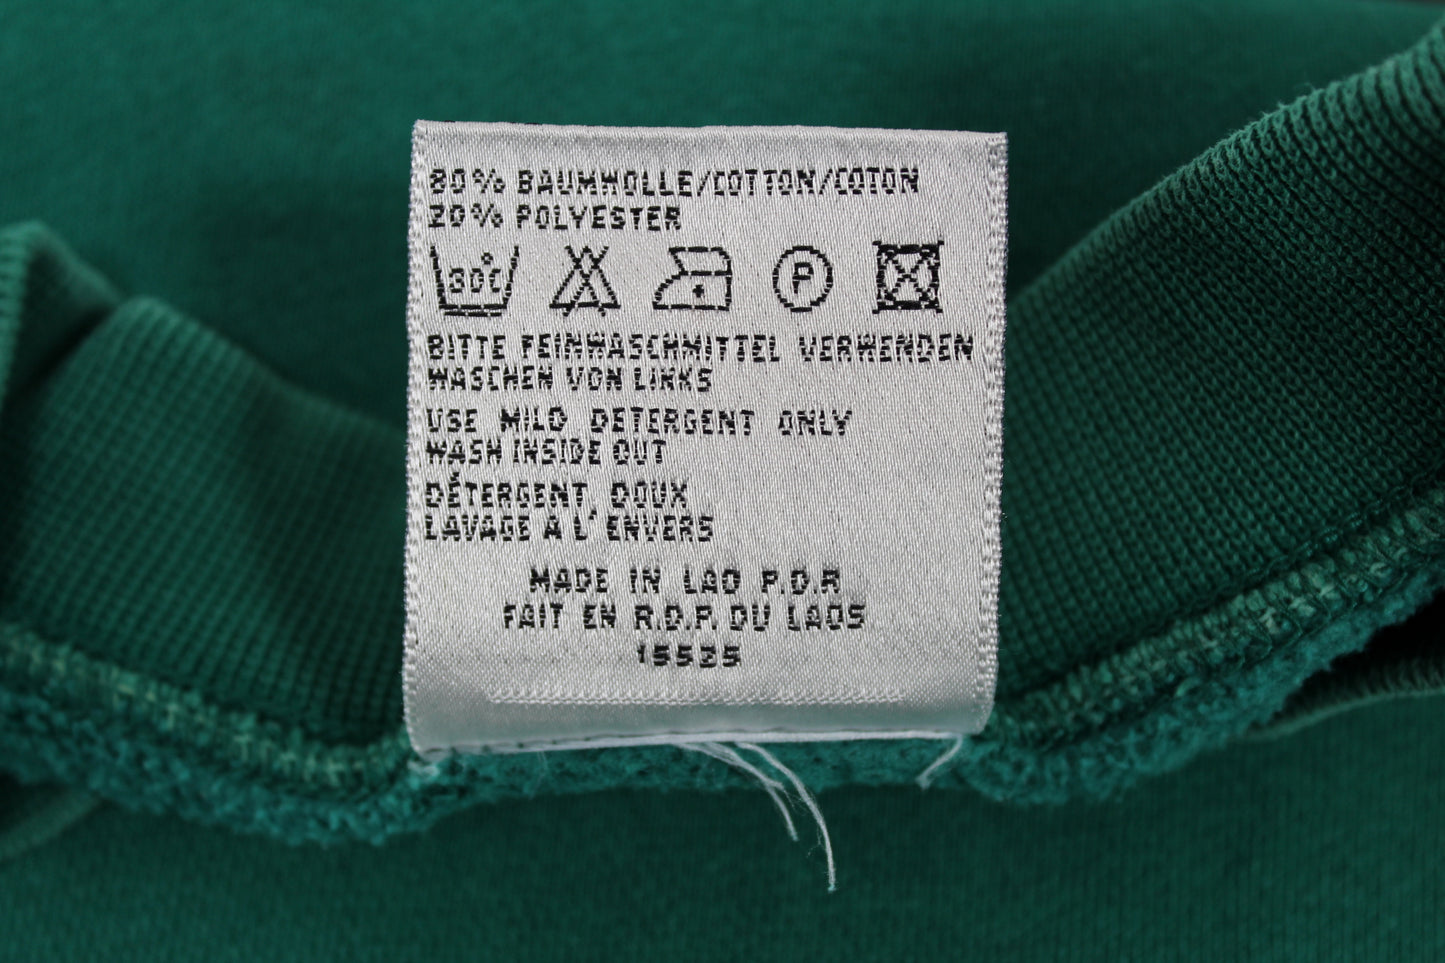 80% BAUMWOLLE/COTTON/COTON
20% POLYESTER
30°C P
BITTE FEINWASCHMITTEL VERWENDEN
WASCHEN VON LINKS
USE MILD DETERGENT ONLY
WASH INSIDE OUT
DÉTERGENT, DOUX
LAVAGE A L'ENVERS
MADE IN LAO P.D.R
FAIT EN R.D.P. DU LAOS
15525